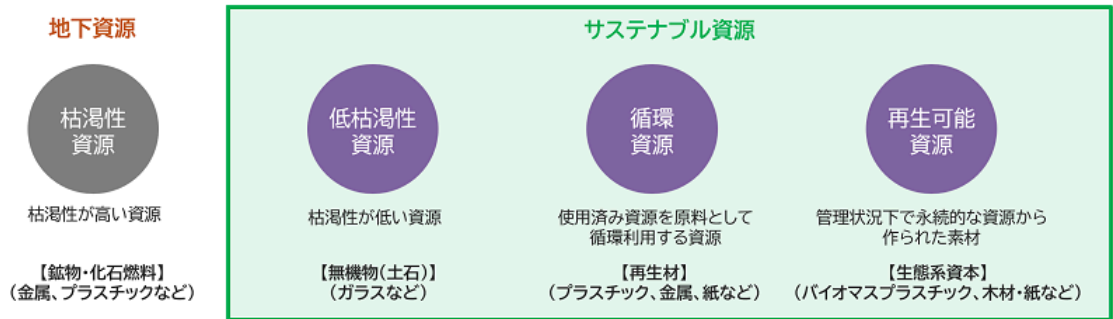 地下資源
サステナブル資源
枯渇性
資源
低枯渇性
資源
循環
資源
再生可能
資源
枯渇性が高い資源
枯渇性が低い資源
使用済み資源を原料として
循環利用する資源
管理状況下で永続的な資源から
作られた素材
【鉱物・化石燃料】
(金属、プラスチックなど)
【無機物(土石)】
(ガラスなど)
【再生材】
(プラスチック、金属、紙など)
【生態系資本】
(バイオマスプラスチック、木材・紙など)